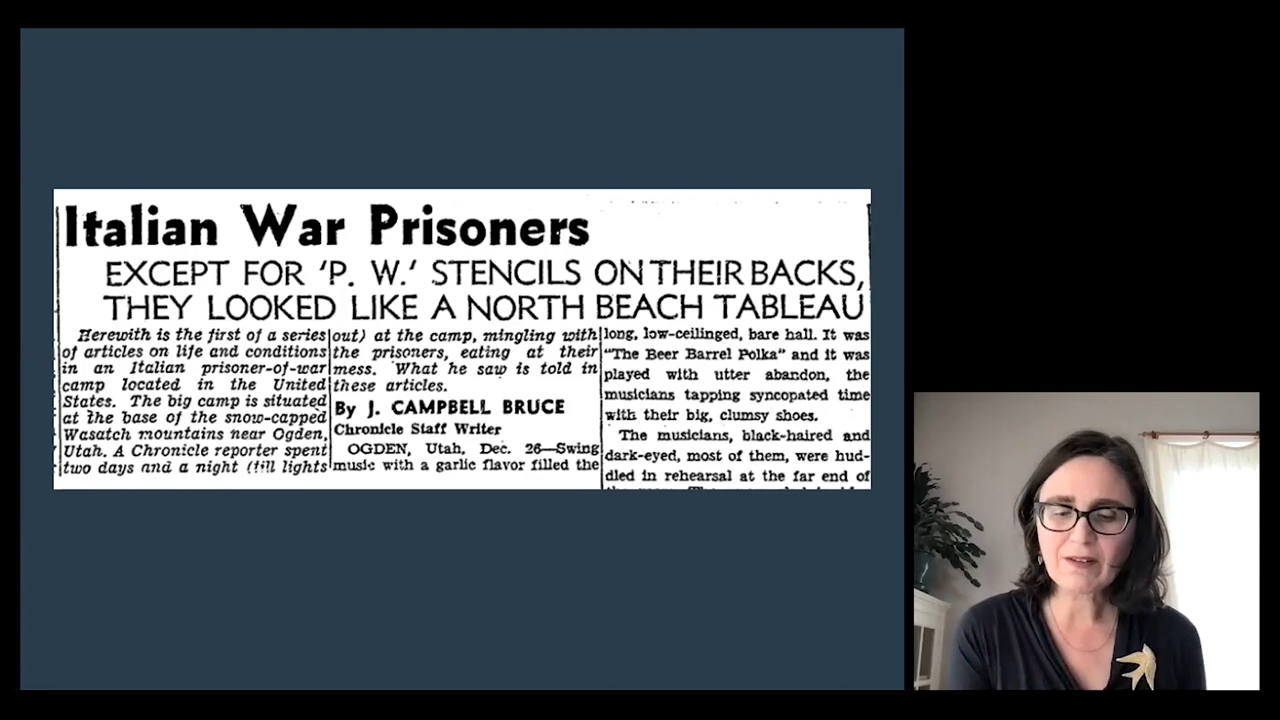 Italian War Prisoners
EXCEPT FOR 'P. W.' STENCILS ON THEIR BACKS,
THEY LOOKED LIKE A NORTH BEACH TABLEAU
Herewith is the first of a series
of articles on life and conditions
in an Italian prisoner-of-war
camp located in the United
States. The big camp is situated
at the base of the snow-capped
Wasatch mountains near Ogden,
Utah. A Chronicle reporter spent
two days and a night (till lights
out) at the camp, mingling with
the prisoners, eating at their
mess. What he saw is told in
these articles.
By J. CAMPBELL BRUCE
Chronicle Staff Writer
OGDEN, Utah, Dec. 26—Swing
music with a garlic flavor filled the
long, low-ceilinged, bare hall. It was
"The Beer Barrel Polka" and it was
played with utter abandon, the
musicians tapping syncopated time
with their big, clumsy shoes.
The musicians, black-haired and
dark-eyed, most of them, were hud-
dled in rehearsal at the far end of